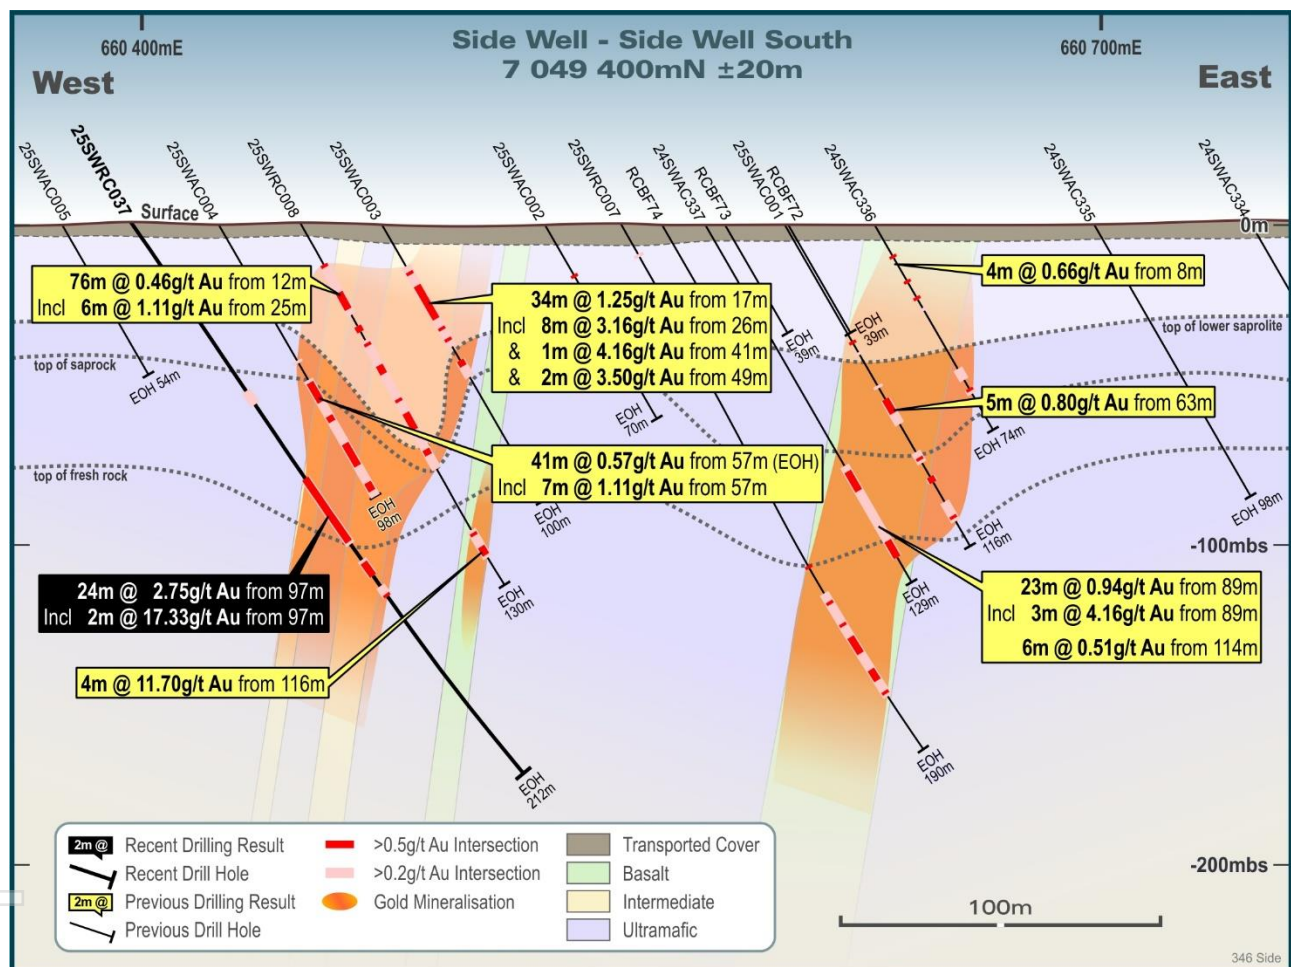 660 400mE
Side Well - Side Well South
7 049 400mN ±20m
660 700mE
West
East
25SWAC005
25SWRC037
25SWAC004
25SWRC008
25SWAC003
25SWAC002
25SWRC007
RCBF74
24SWAC337
RCBF73
25SWAC001
RCBF72
24SWAC336
24SWAC335
24SWAC334
Surface
0m
76m @ 0.46g/t Au from 12m
Incl 6m @ 1.11g/t Au from 25m
34m @ 1.25g/t Au from 17m
Incl 8m @ 3.16g/t Au from 26m
& 1m @ 4.16g/t Au from 41m
& 2m @ 3.50g/t Au from 49m
4m @ 0.66g/t Au from 8m
top of lower saprolite
EOH
39m
EOH
39m
top of saprock
EOH 54m
5m @ 0.80g/t Au from 63m
EOH
70m
EOH 74m
41m @ 0.57g/t Au from 57m (EOH)
Incl 7m @ 1.11g/t Au from 57m
top of fresh rock
EOH
98m
EOH
100m
EOH 98m
EOH
116m
-100mbs
24m @ 2.75g/t Au from 97m
Incl 2m @ 17.33g/t Au from 97m
EOH
130m
EOH
129m
23m @ 0.94g/t Au from 89m
Incl 3m @ 4.16g/t Au from 89m
6m @ 0.51g/t Au from 114m
4m @ 11.70g/t Au from 116m
EOH
190m
EOH
212m
2m @ Recent Drilling Result
Recent Drill Hole
2m @ Previous Drilling Result
Previous Drill Hole
>0.5g/t Au Intersection
>0.2g/t Au Intersection
Gold Mineralisation
Transported Cover
Basalt
Intermediate
Ultramafic
-200mbs
100m
346 Side